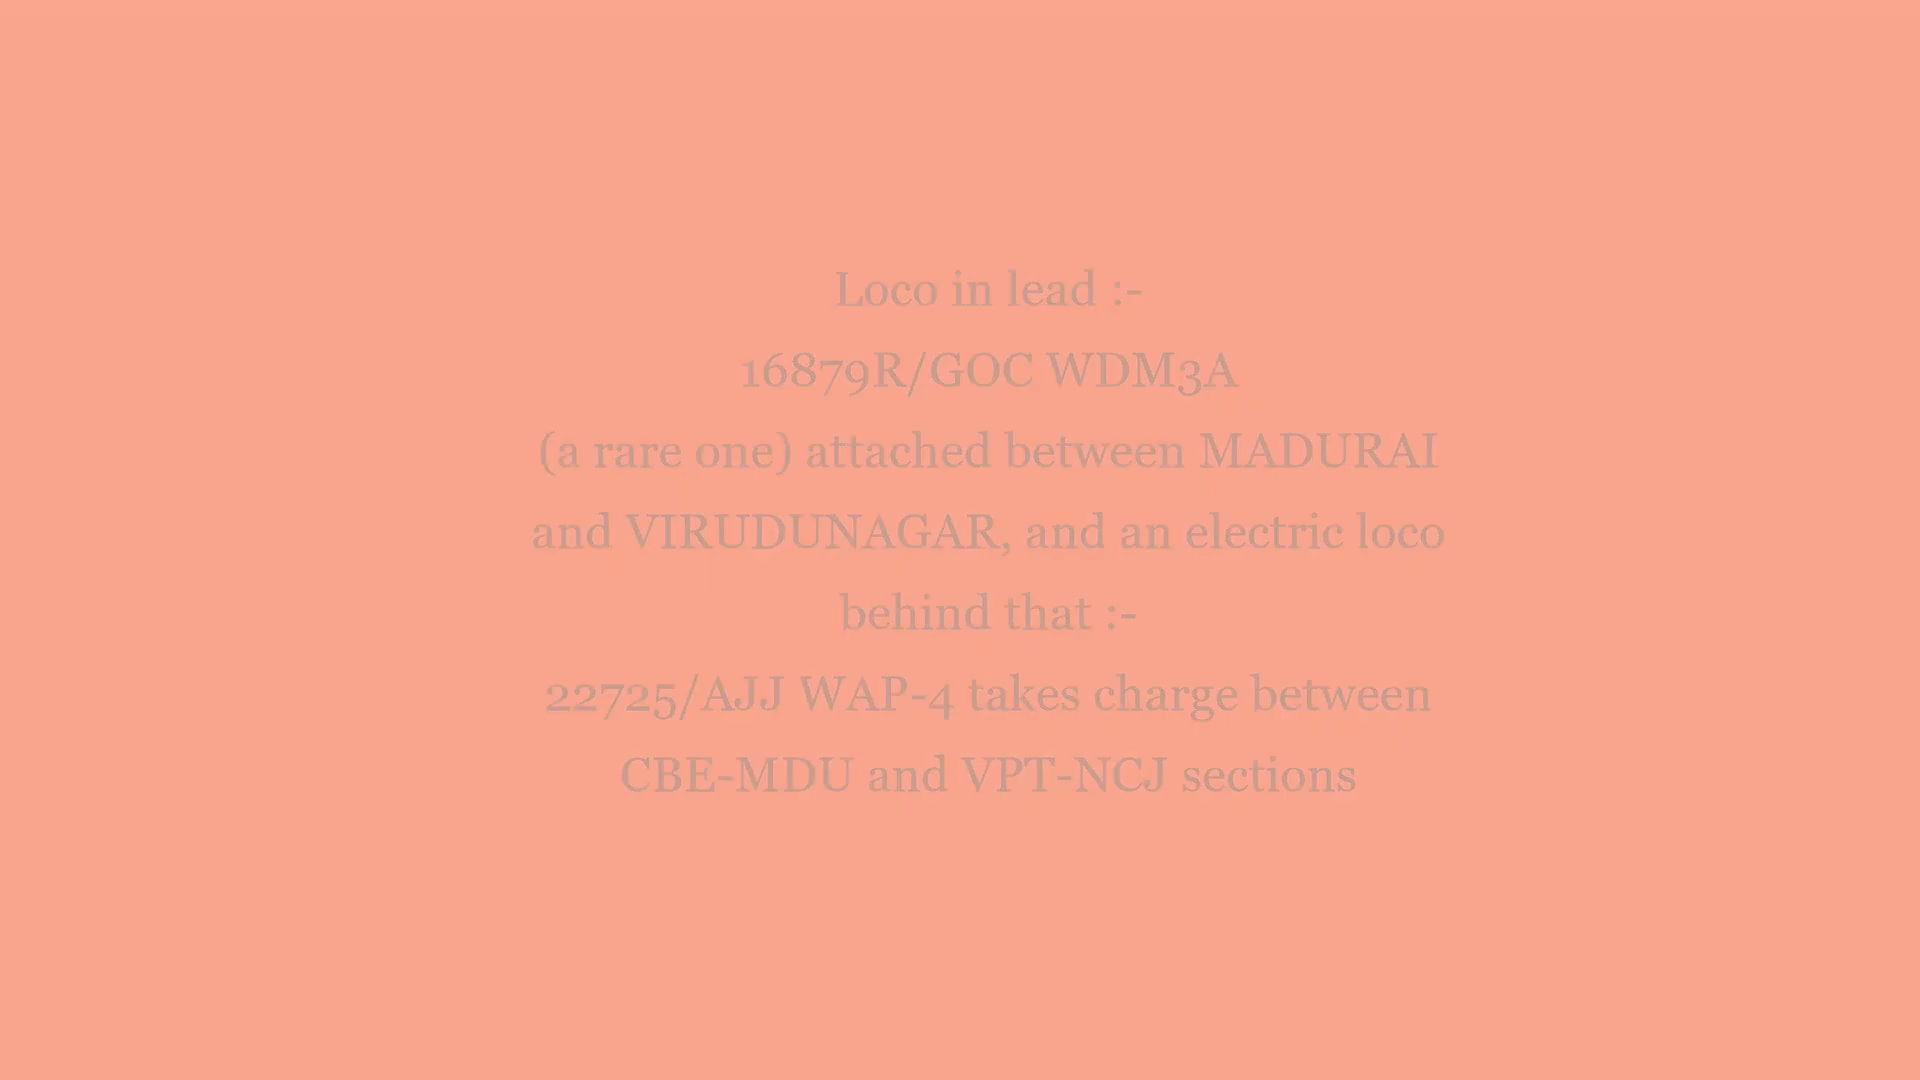 Loco in lead :-
16879R/GOC WDM3A
(a rare one) attached between MADURAI
and VIRUDUNAGAR, and an electric loco
behind that :-
22725/AJJ WAP-4 takes charge between
CBE-MDU and VPT-NCJ sections